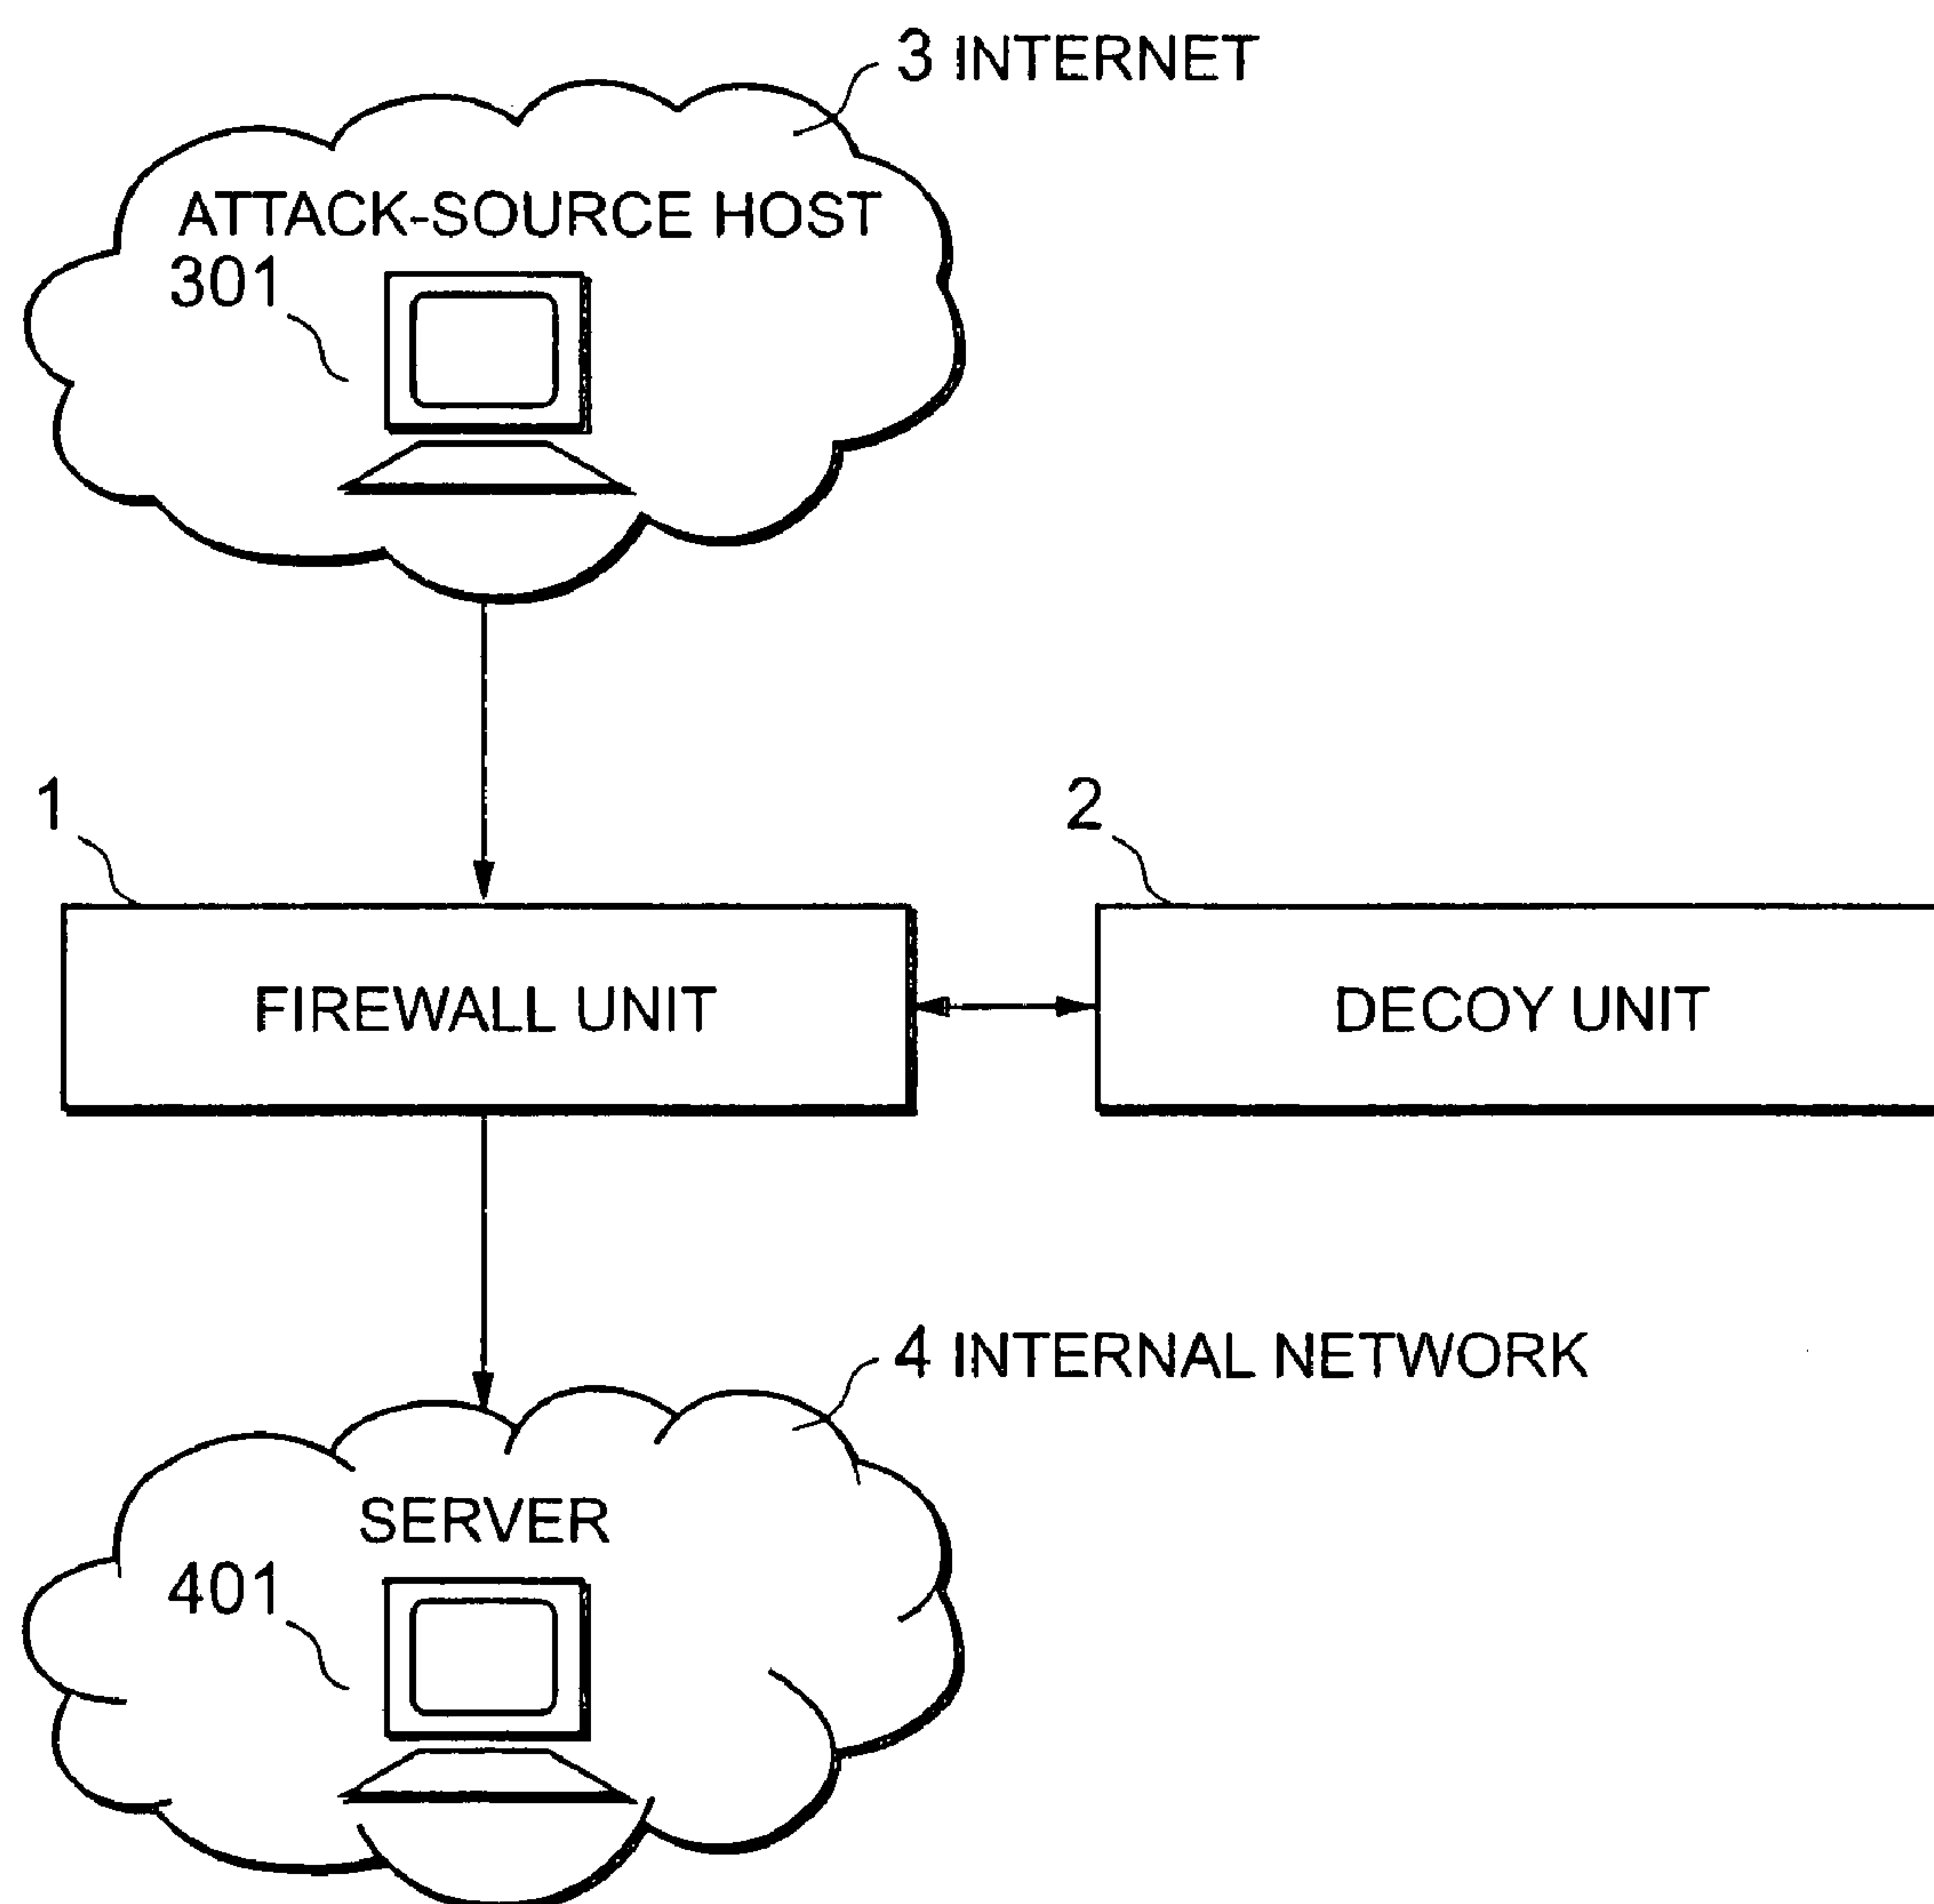 3 INTERNET
ATTACK-SOURCE HOST
301
1
2
FIREWALL UNIT
DECOY UNIT
4 INTERNAL NETWORK
SERVER
401